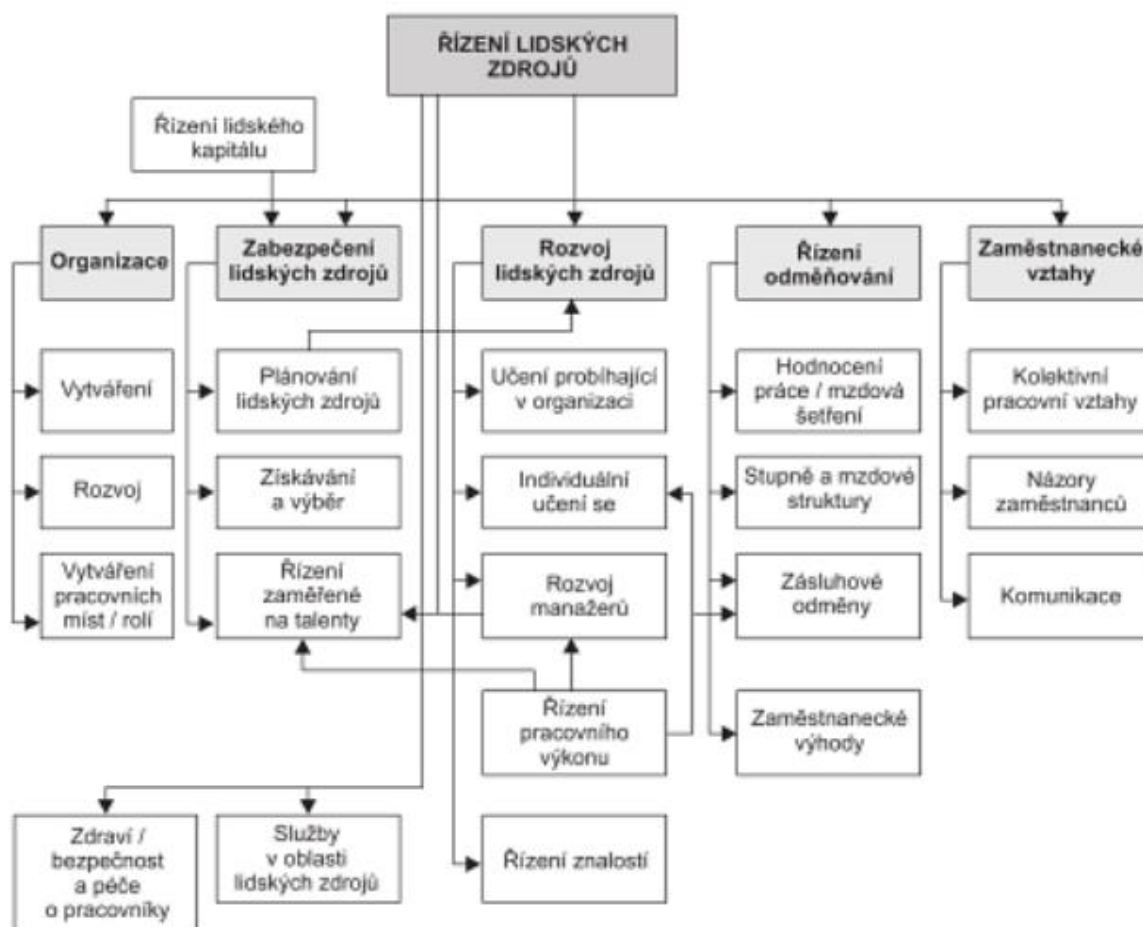 ŘÍZENÍ LIDSKÝCH
ZDROJŮ
Řízení lidského
kapitálu
Organizace
Zabezpečení
lidských zdrojů
Rozvoj
lidských zdrojů
Řízení
odměňování
Zaměstnanecké
vztahy
Vytváření
Plánování
lidských zdrojů
Učení probíhající
v organizaci
Hodnocení
práce / mzdová
šetření
Kolektivní
pracovní vztahy
Rozvoj
Získávání
a výběr
Individuální
učení se
Stupně a mzdové
struktury
Názory
zaměstnanců
Vytváření
pracovních
míst / rolí
Řízení
zaměřené
na talenty
Rozvoj
manažerů
Zásluhové
odměny
Komunikace
Řízení
pracovního
výkonu
Zaměstnanecké
výhody
Zdraví /
bezpečnost
a péče
o pracovníky
Služby
v oblasti
lidských zdrojů
Řízení znalostí